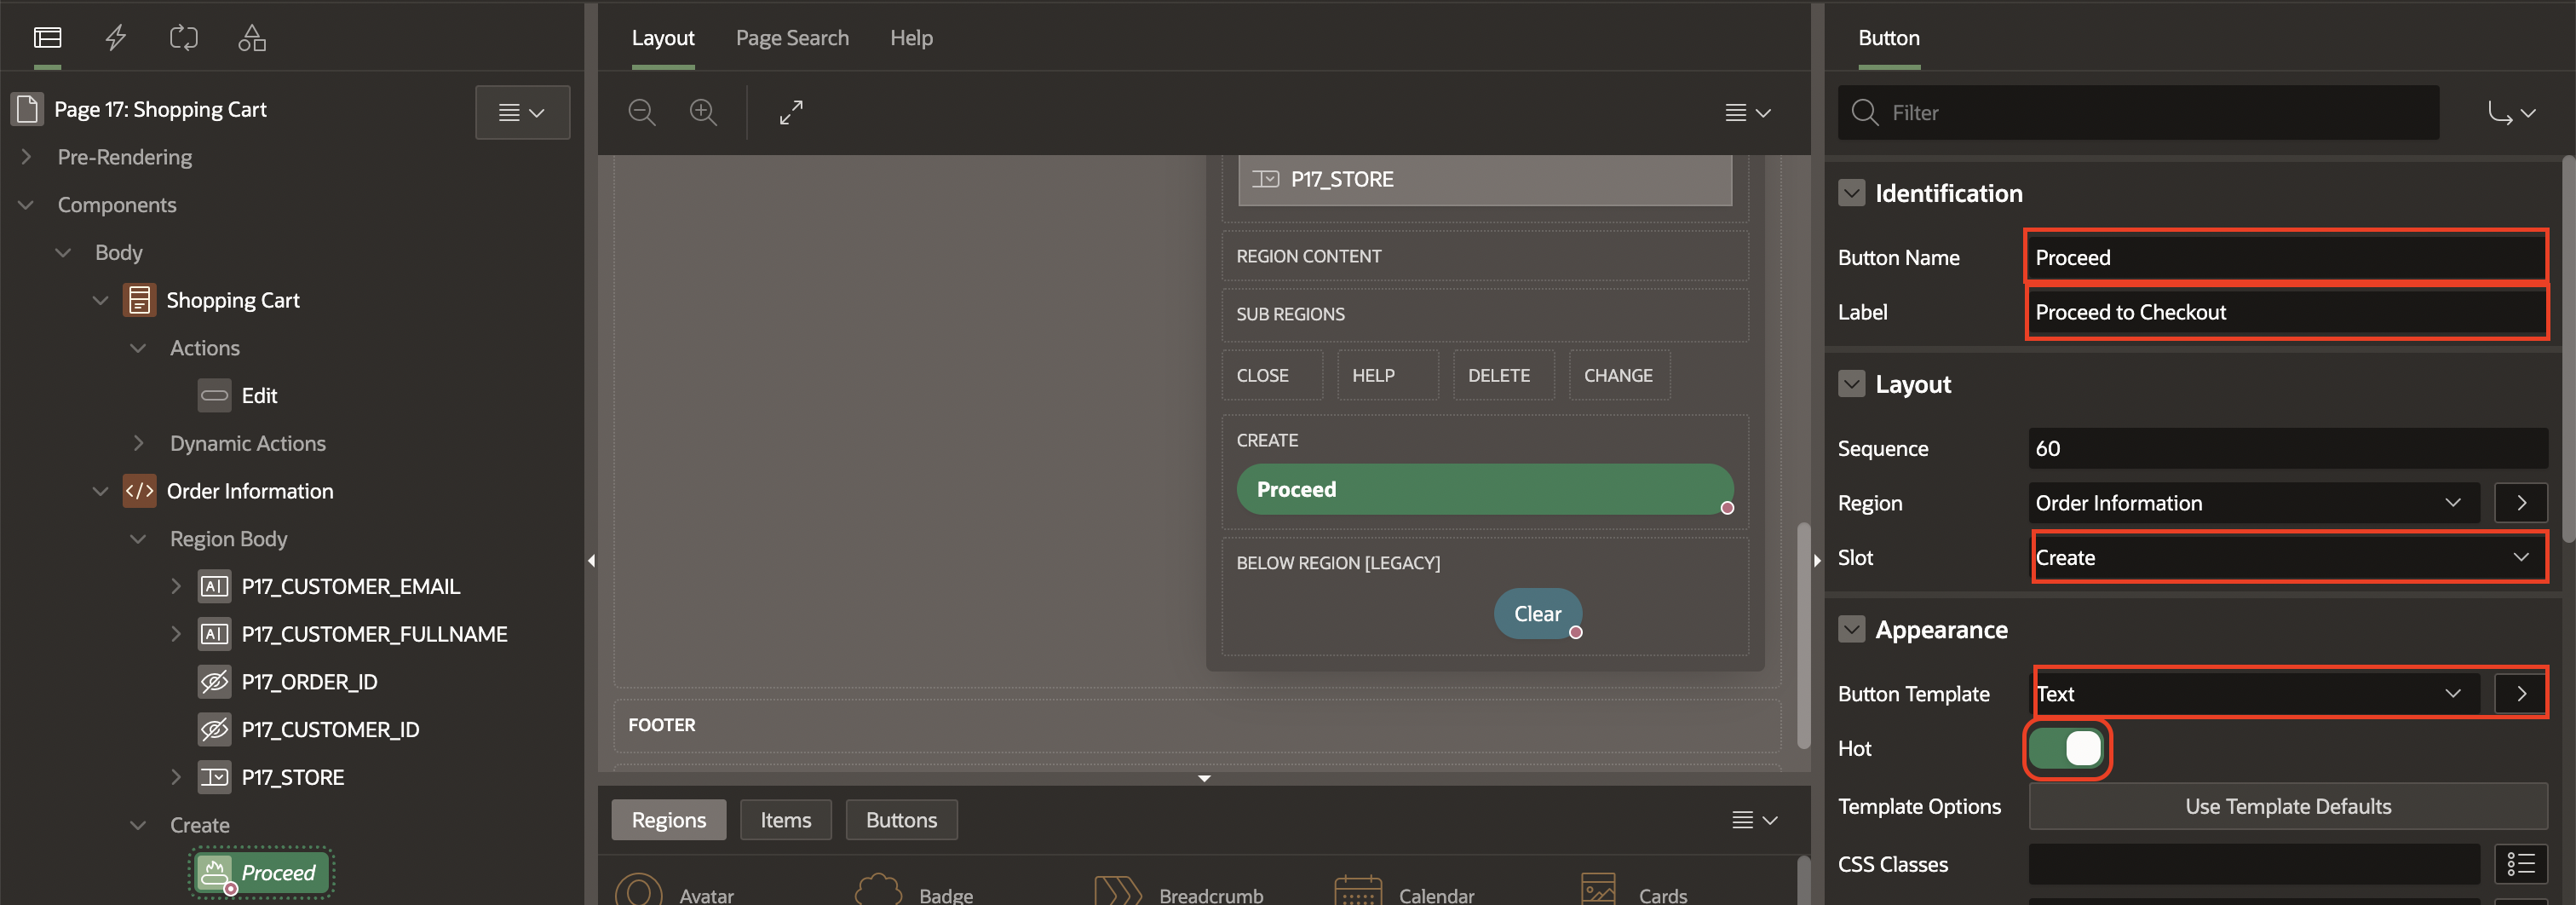 Page 17: Shopping Cart
Pre-Rendering
Components
Body
Shopping Cart
Actions
Edit
Dynamic Actions
</>
Order Information
Region Body
A P17_CUSTOMER_EMAIL
A P17_CUSTOMER_FULLNAME
P17_ORDER_ID
P17_CUSTOMER_ID
P17_STORE
Create
Proceed
Layout Page Search Help
P17_STORE
REGION CONTENT
SUB REGIONS
CLOSE HELP DELETE CHANGE
CREATE
Proceed
BELOW REGION [LEGACY]
Clear
FOOTER
Regions Items Buttons
Avatar Badge Breadcrumb Calendar Cards
Button
Filter
Identification
Button Name Proceed
Label Proceed to Checkout
Layout
Sequence 60
Region Order Information
Slot Create
Appearance
Button Template Text
Hot
Template Options Use Template Defaults
CSS Classes